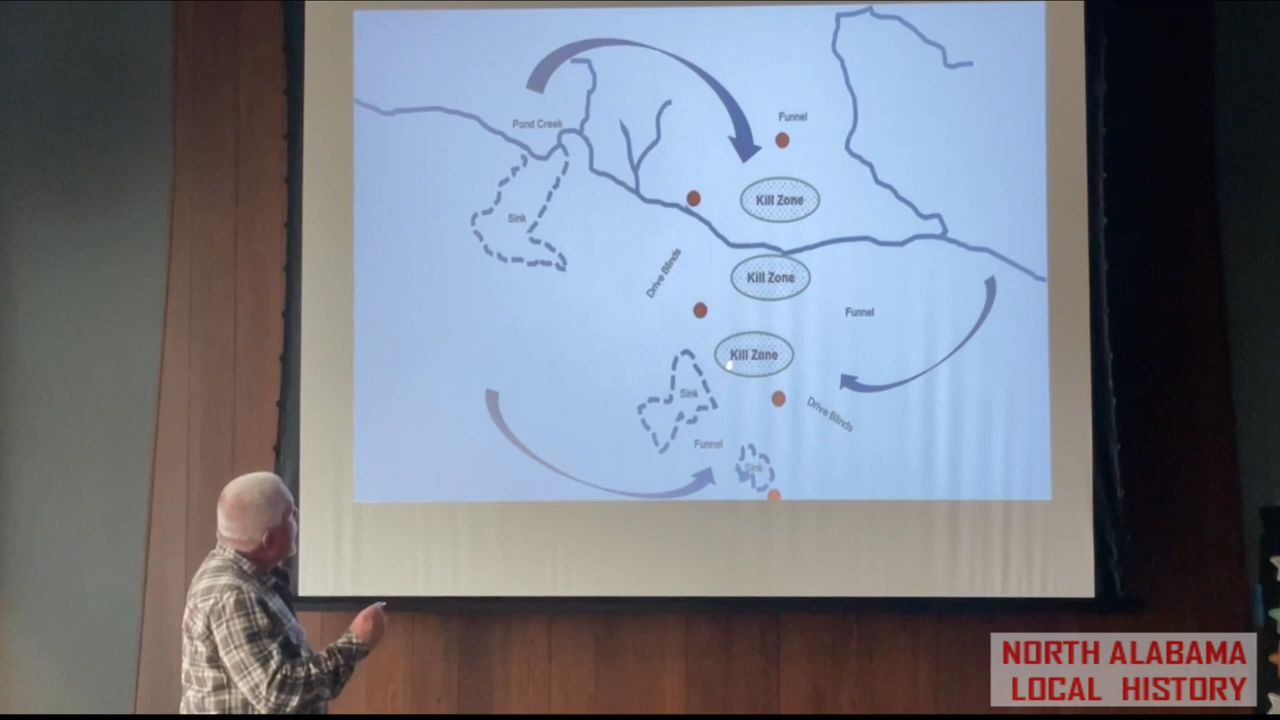 Funnel
Pond Creek
Kill Zone
Sink
Drive Blinds
Kill Zone
Funnel
Kill Zone
Sink
Drive Blinds
Funnel
Sink
NORTH ALABAMA
LOCAL HISTORY